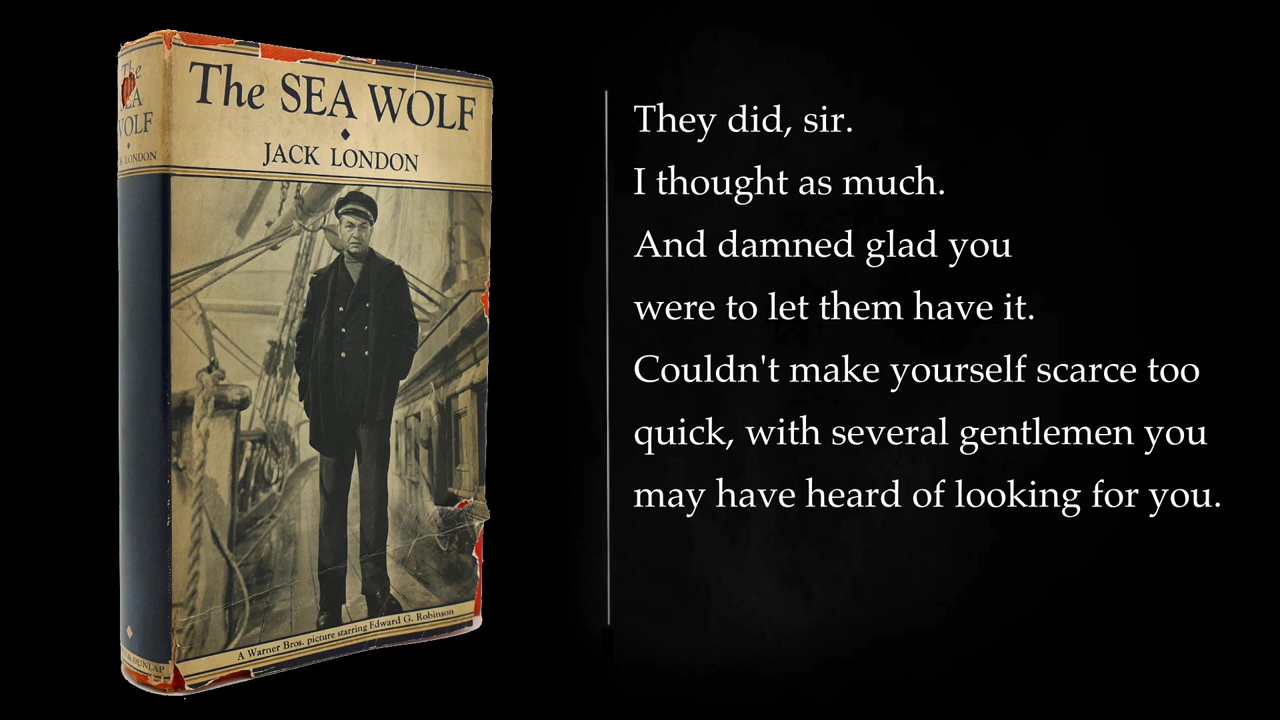 The SEA WOLF
JACK LONDON
The
SEA
WOLF
LONDON
A Warner Bros. picture starring Edward G. Robinson
DUNLAP
They did, sir.
I thought as much.
And damned glad you
were to let them have it.
Couldn't make yourself scarce too
quick, with several gentlemen you
may have heard of looking for you.